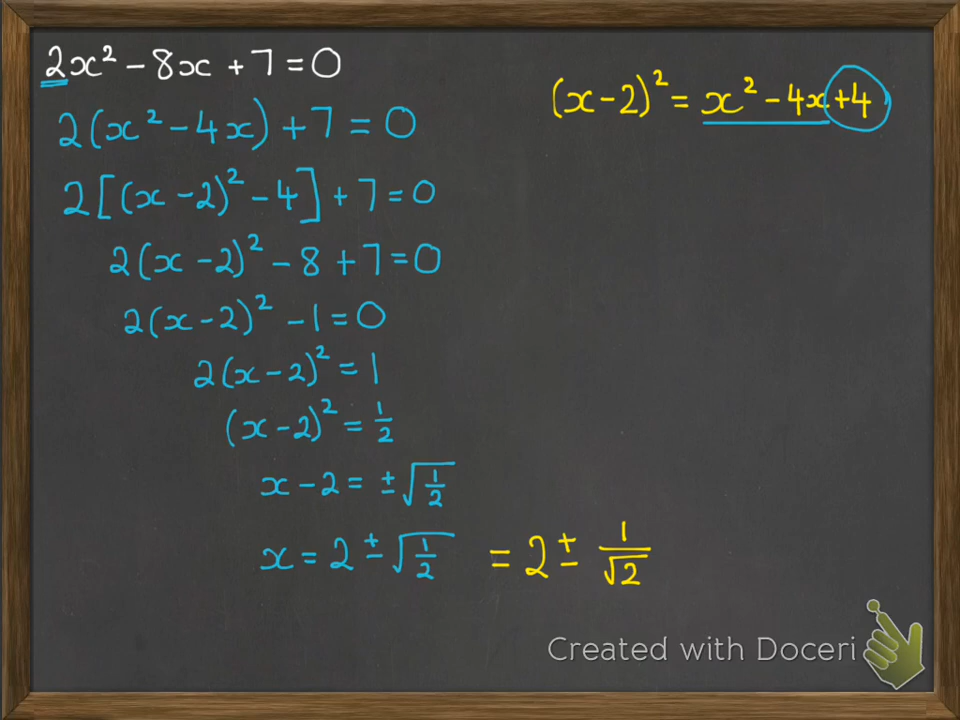 2x² − 8x + 7 = 0
(x − 2)² = x² − 4x + 4
2(x² − 4x) + 7 = 0
2[(x − 2)² − 4] + 7 = 0
2(x − 2)² − 8 + 7 = 0
2(x − 2)² − 1 = 0
2(x − 2)² = 1
(x − 2)² = 1/2
x − 2 = ±√(1/2)
x = 2 ± √(1/2) = 2 ± 1/√2
Created with Doceri